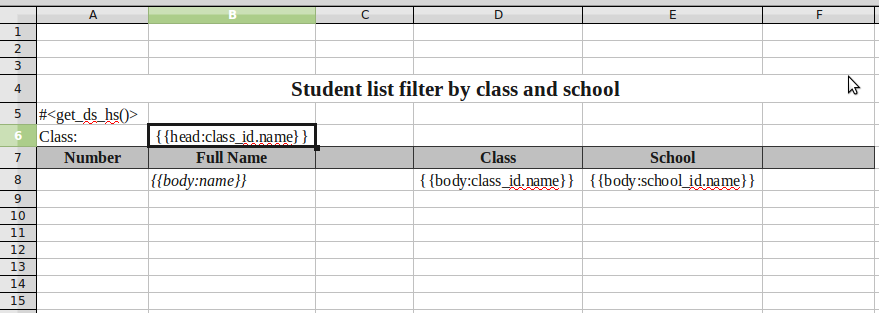 A B C D E F
1
2
3
4 Student list filter by class and school
5 #<get_ds_hs()>
6 Class: {{head:class_id.name}}
7 Number Full Name Class School
8 {{body:name}} {{body:class_id.name}} {{body:school_id.name}}
9
10
11
12
13
14
15